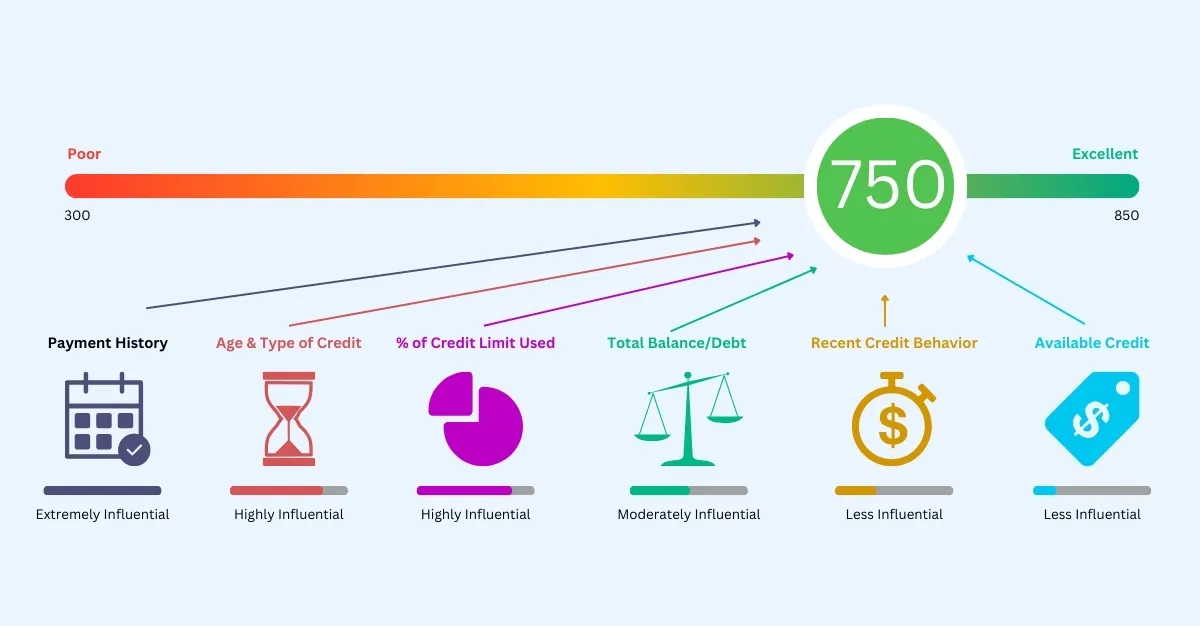 Poor
Excellent
750
300
850
Payment History
Age & Type of Credit
% of Credit Limit Used
Total Balance/Debt
Recent Credit Behavior
Available Credit
$
$
Extremely Influential
Highly Influential
Highly Influential
Moderately Influential
Less Influential
Less Influential